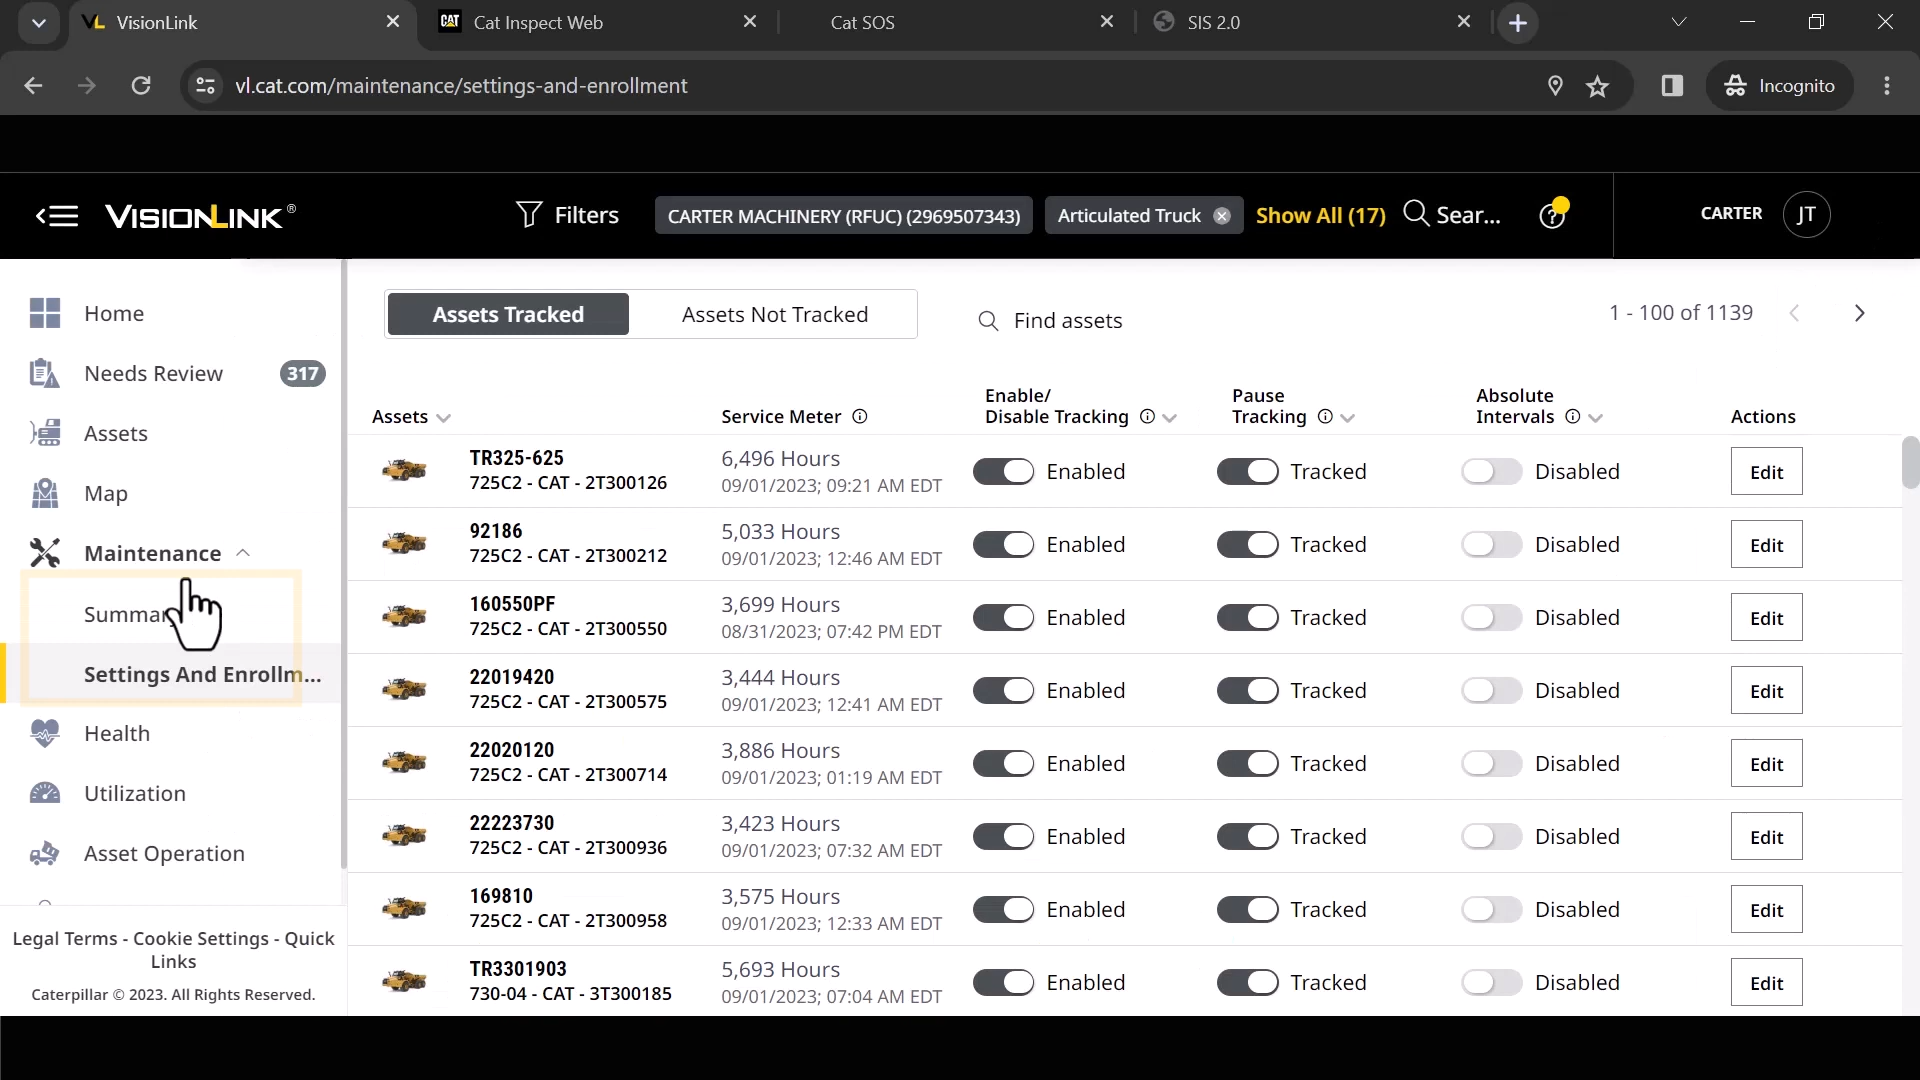 VisionLink
CAT
Cat Inspect Web
Cat SOS
SIS 2.0
vl.cat.com/maintenance/settings-and-enrollment
Incognito
VISIONLINK ®
Filters
CARTER MACHINERY (RFUC) (2969507343)
Articulated Truck
Show All (17)
Sear...
CARTER
JT
Home
Needs Review 317
Assets
Map
Maintenance
Summar
Settings And Enrollm...
Health
Utilization
Asset Operation
Legal Terms - Cookie Settings - Quick
Links
Caterpillar © 2023. All Rights Reserved.
Assets Tracked
Assets Not Tracked
Find assets
1 - 100 of 1139
Assets
Service Meter
Enable/
Disable Tracking
Pause
Tracking
Absolute
Intervals
Actions
TR325-625
725C2 - CAT - 2T300126
6,496 Hours
09/01/2023; 09:21 AM EDT
Enabled
Tracked
Disabled
Edit
92186
725C2 - CAT - 2T300212
5,033 Hours
09/01/2023; 12:46 AM EDT
Enabled
Tracked
Disabled
Edit
160550PF
725C2 - CAT - 2T300550
3,699 Hours
08/31/2023; 07:42 PM EDT
Enabled
Tracked
Disabled
Edit
22019420
725C2 - CAT - 2T300575
3,444 Hours
09/01/2023; 12:41 AM EDT
Enabled
Tracked
Disabled
Edit
22020120
725C2 - CAT - 2T300714
3,886 Hours
09/01/2023; 01:19 AM EDT
Enabled
Tracked
Disabled
Edit
22223730
725C2 - CAT - 2T300936
3,423 Hours
09/01/2023; 07:32 AM EDT
Enabled
Tracked
Disabled
Edit
169810
725C2 - CAT - 2T300958
3,575 Hours
09/01/2023; 12:33 AM EDT
Enabled
Tracked
Disabled
Edit
TR3301903
730-04 - CAT - 3T300185
5,693 Hours
09/01/2023; 07:04 AM EDT
Enabled
Tracked
Disabled
Edit